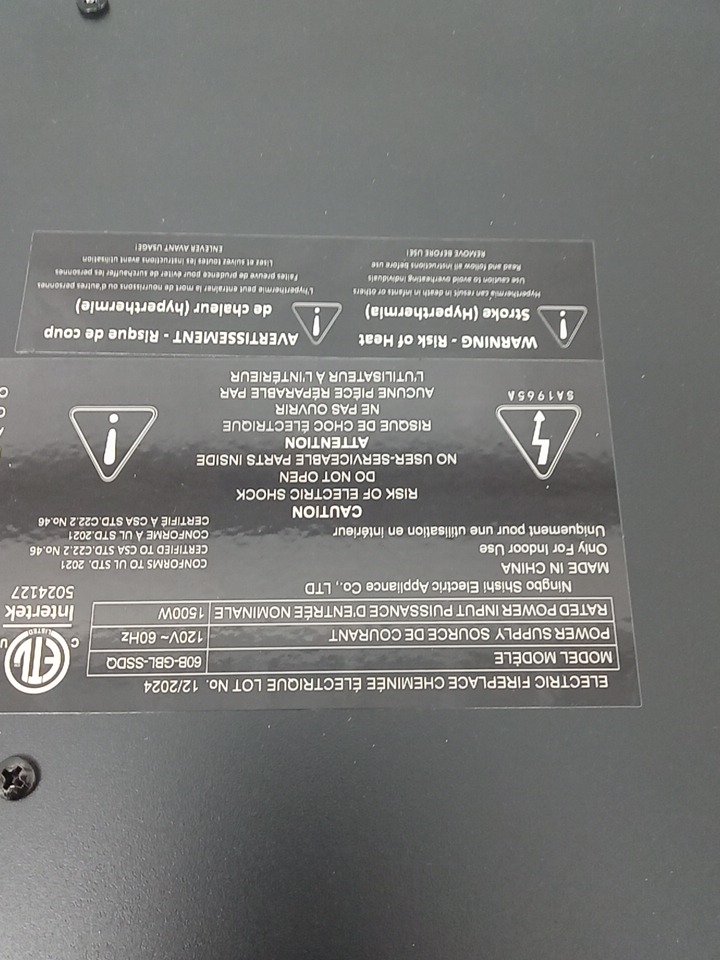 ELECTRIC FIREPLACE CHEMINÉE ÉLECTRIQUE LOT No. 12/2024
MODEL MODÈLE 60B-GBL-SSDQ
POWER SUPPLY SOURCE DE COURANT 120V~ 60Hz
RATED POWER INPUT PUISSANCE D'ENTRÉE NOMINALE 1500W
Ningbo Shishi Electric Appliance Co., LTD
MADE IN CHINA
Only For Indoor Use
Uniquement pour une utilisation en intérieur
C
ETL
LISTED
U
Intertek
5024127
CONFORMS TO UL STD. 2021
CERTIFIED TO CSA STD.C22.2 No.46
CONFORME À UL STD.2021
CERTIFIÉ À CSA STD.C22.2 No.46
CAUTION
RISK OF ELECTRIC SHOCK
DO NOT OPEN
NO USER-SERVICEABLE PARTS INSIDE
ATTENTION
RISQUE DE CHOC ÉLECTRIQUE
NE PAS OUVRIR
AUCUNE PIÈCE RÉPARABLE PAR
L'UTILISATEUR À L'INTÉRIEUR
SA1965A
WARNING - Risk of Heat
Stroke (Hyperthermia)
Hyperthermia can result in death in infants or others
Use caution to avoid overheating individuals
Read and follow all instructions before use
REMOVE BEFORE USE!
AVERTISSEMENT - Risque de coup
de chaleur (hyperthermie)
L'hyperthermie peut entraîner la mort de nourrissons ou d'autres personnes
Faites preuve de prudence pour éviter de surchauffer les personnes
Lisez et suivez toutes les instructions avant utilisation
ENLEVER AVANT USAGE!